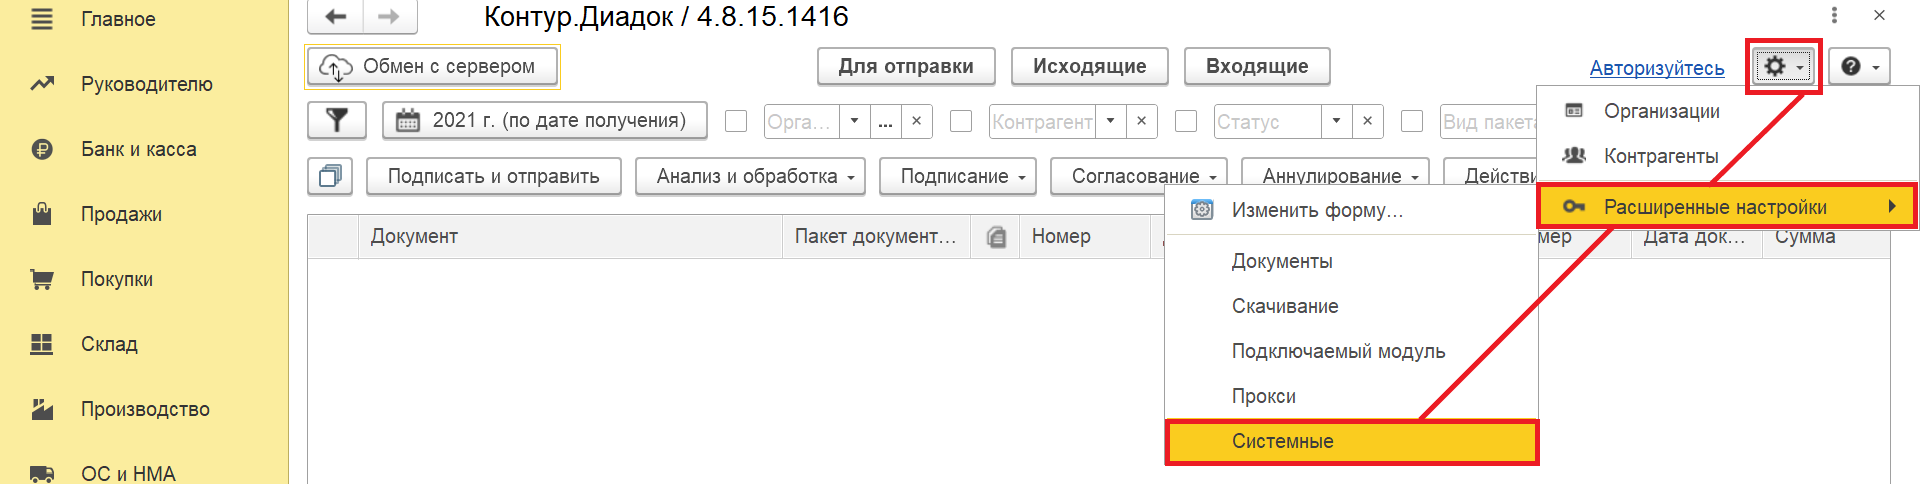 Главное
Руководителю
Банк и касса
Продажи
Покупки
Склад
Производство
ОС и НМА
Контур.Диадок / 4.8.15.1416
Обмен с сервером
Для отправки
Исходящие
Входящие
Авторизуйтесь
2021 г. (по дате получения)
Орга...
...
Контрагент
Статус
Вид пакета
Подписать и отправить
Анализ и обработка
Подписание
Согласование
Аннулирование
Действи
Документ
Пакет документ...
Номер
мер
Дата док...
Сумма
Организации
Контрагенты
Расширенные настройки
Изменить форму...
Документы
Скачивание
Подключаемый модуль
Прокси
Системные